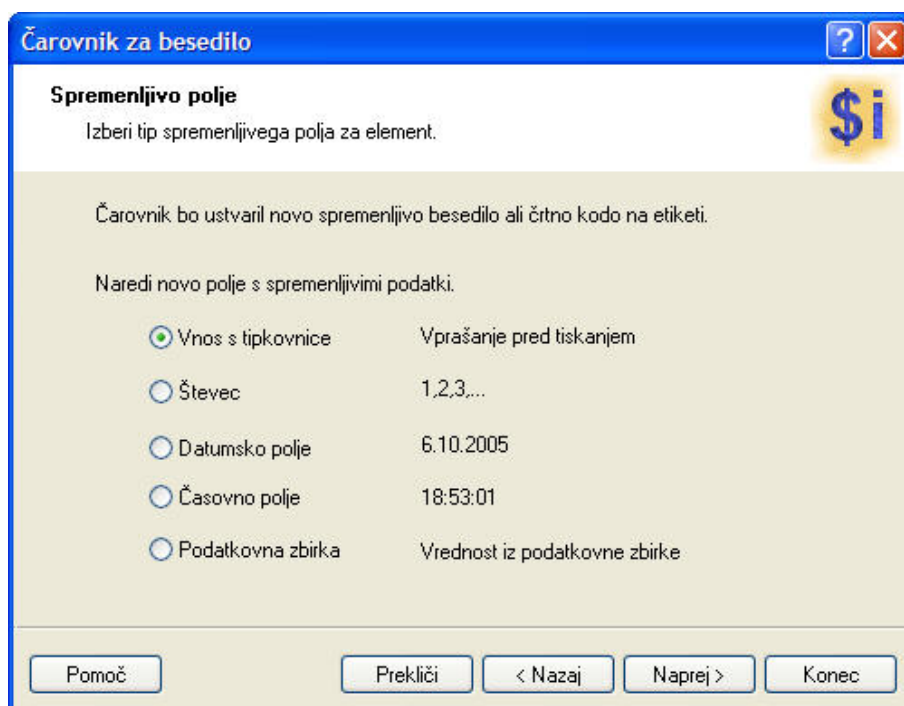 Čarovnik za besedilo
?
Spremenljivo polje
Izberi tip spremenljivega polja za element.
$i
Čarovnik bo ustvaril novo spremenljivo besedilo ali črtno kodo na etiketi.
Naredi novo polje s spremenljivimi podatki.
Vnos s tipkovnice Vprašanje pred tiskanjem
Števec 1,2,3,...
Datumsko polje 6.10.2005
Časovno polje 18:53:01
Podatkovna zbirka Vrednost iz podatkovne zbirke
Pomoč Prekliči < Nazaj Naprej > Konec